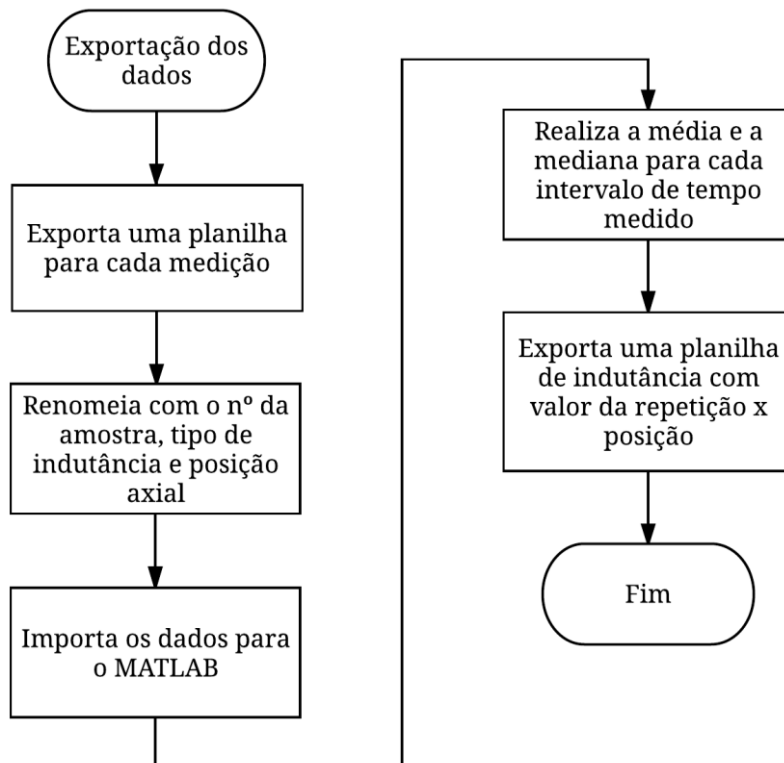 Exportação dos
dados
Exporta uma planilha
para cada medição
Renomeia com o nº da
amostra, tipo de
indutância e posição
axial
Importa os dados para
o MATLAB
Realiza a média e a
mediana para cada
intervalo de tempo
medido
Exporta uma planilha
de indutância com
valor da repetição x
posição
Fim